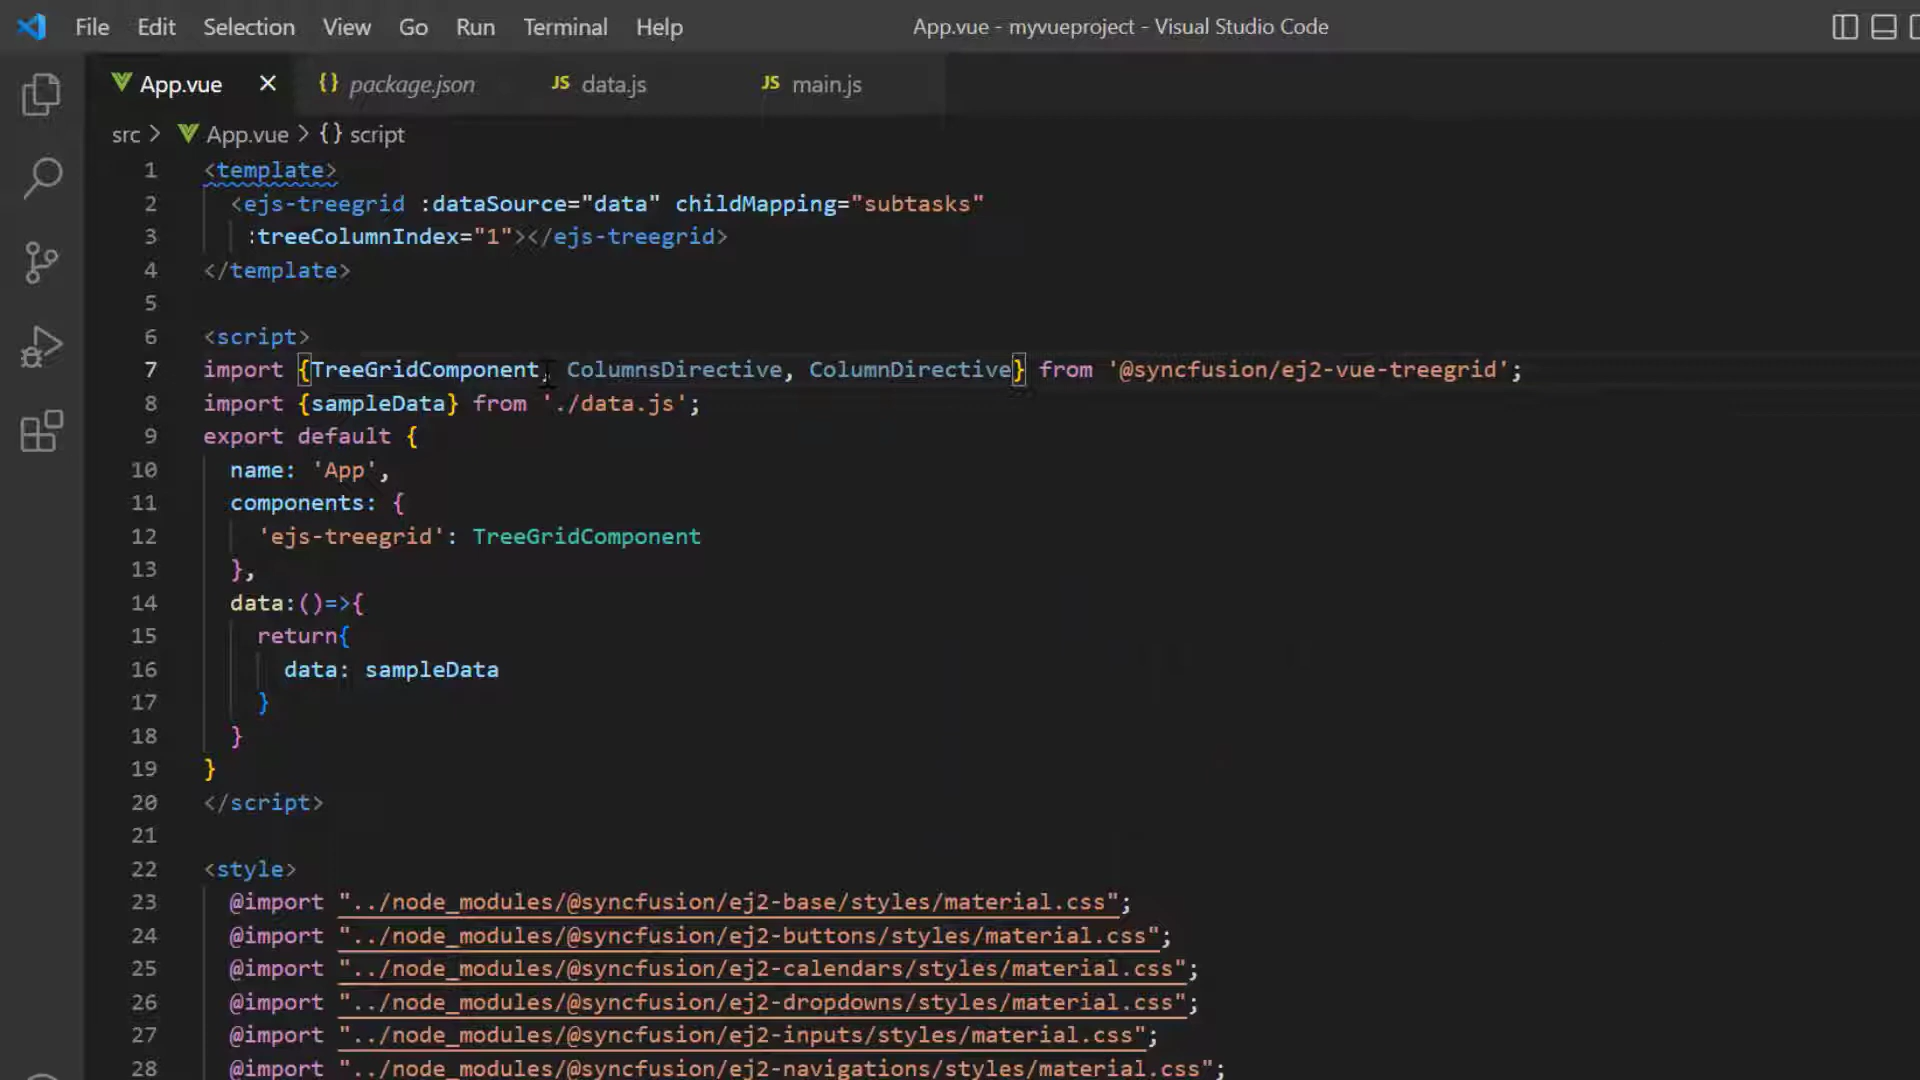 File Edit Selection View Go Run Terminal Help App.vue - myvueproject - Visual Studio Code
App.vue package.json JS data.js JS main.js
src > App.vue > {} script
1 <template>
2 <ejs-treegrid :dataSource="data" childMapping="subtasks"
3 :treeColumnIndex="1"></ejs-treegrid>
4 </template>
5
6 <script>
7 import {TreeGridComponent, ColumnsDirective, ColumnDirective} from '@syncfusion/ej2-vue-treegrid';
8 import {sampleData} from './data.js';
9 export default {
10 name: 'App',
11 components: {
12 'ejs-treegrid': TreeGridComponent
13 },
14 data:()=>{
15 return{
16 data: sampleData
17 }
18 }
19 }
20 </script>
21
22 <style>
23 @import "../node_modules/@syncfusion/ej2-base/styles/material.css";
24 @import "../node_modules/@syncfusion/ej2-buttons/styles/material.css";
25 @import "../node_modules/@syncfusion/ej2-calendars/styles/material.css";
26 @import "../node_modules/@syncfusion/ej2-dropdowns/styles/material.css";
27 @import "../node_modules/@syncfusion/ej2-inputs/styles/material.css";
28 @import "../node_modules/@syncfusion/ej2-navigations/styles/material.css";